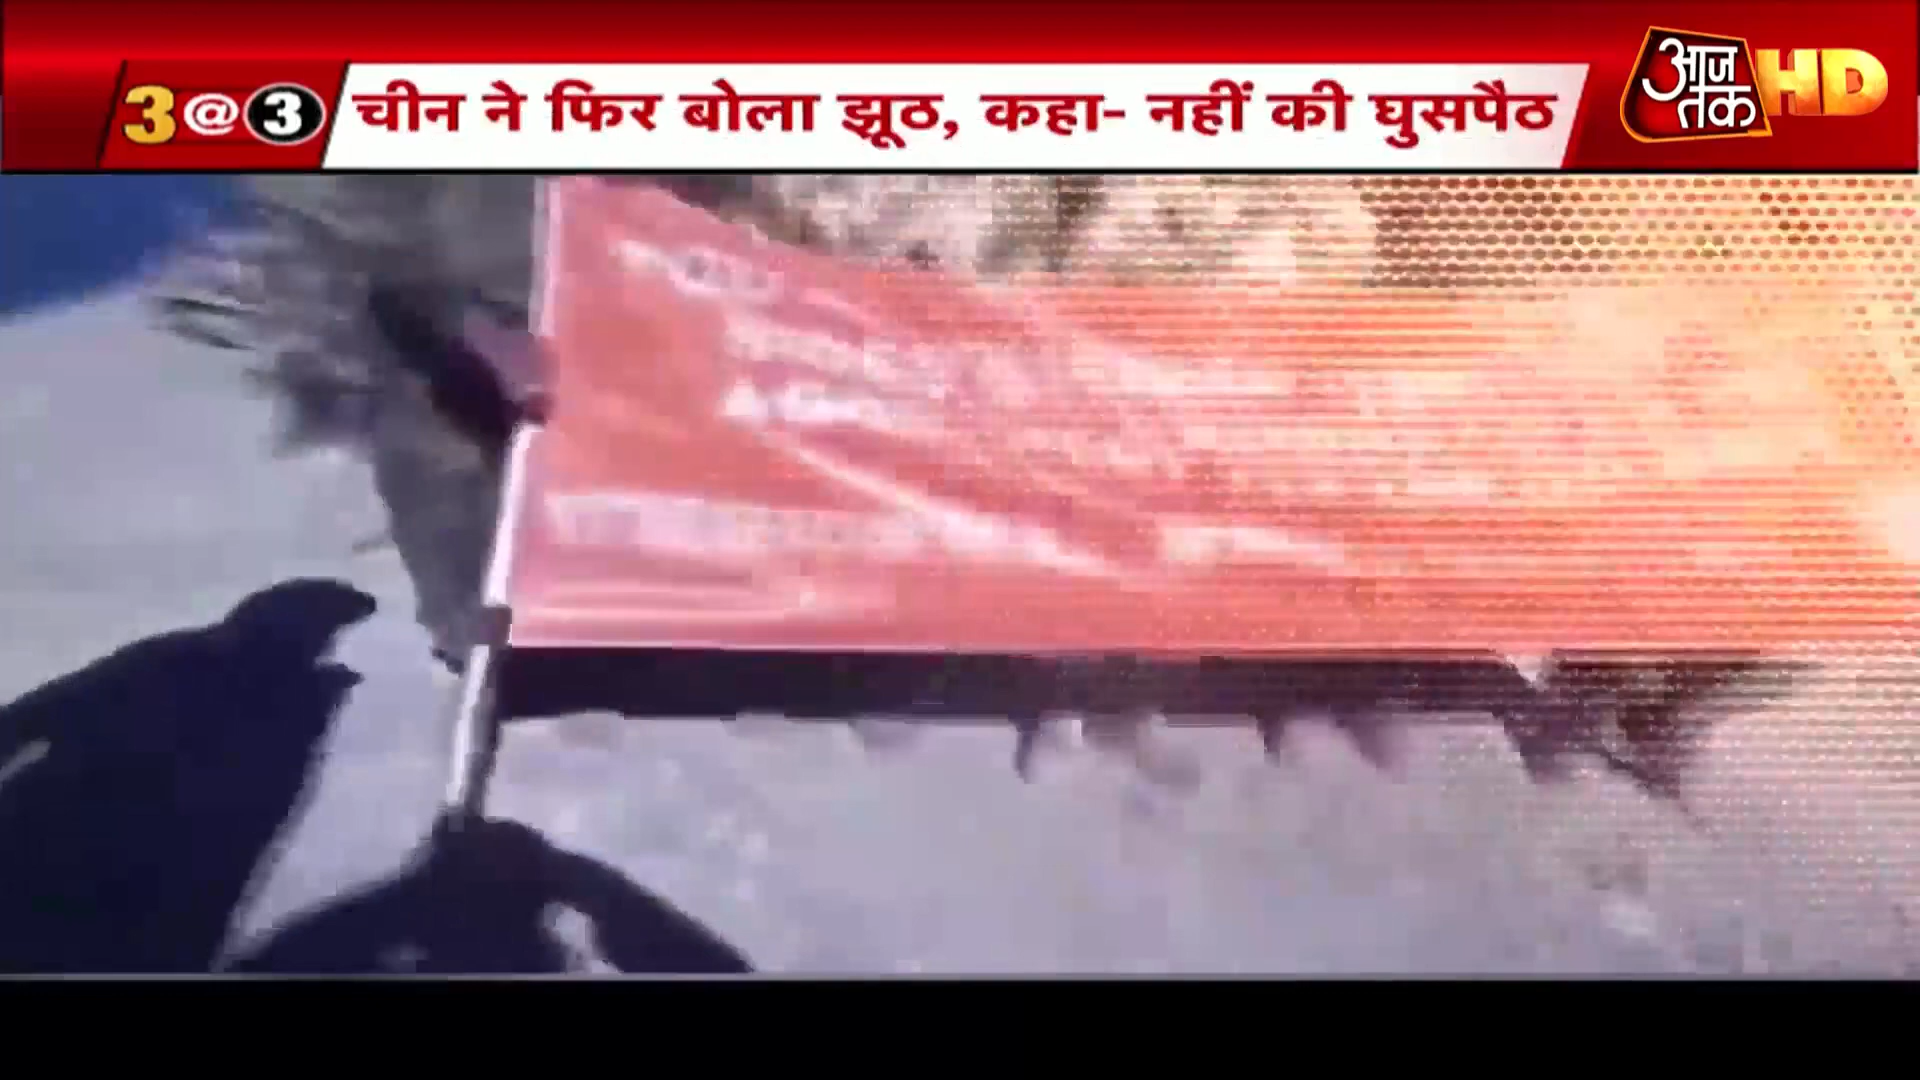 3@3 चीन ने फिर बोला झूठ, कहा- नहीं की घुसपैठ
आज तक HD